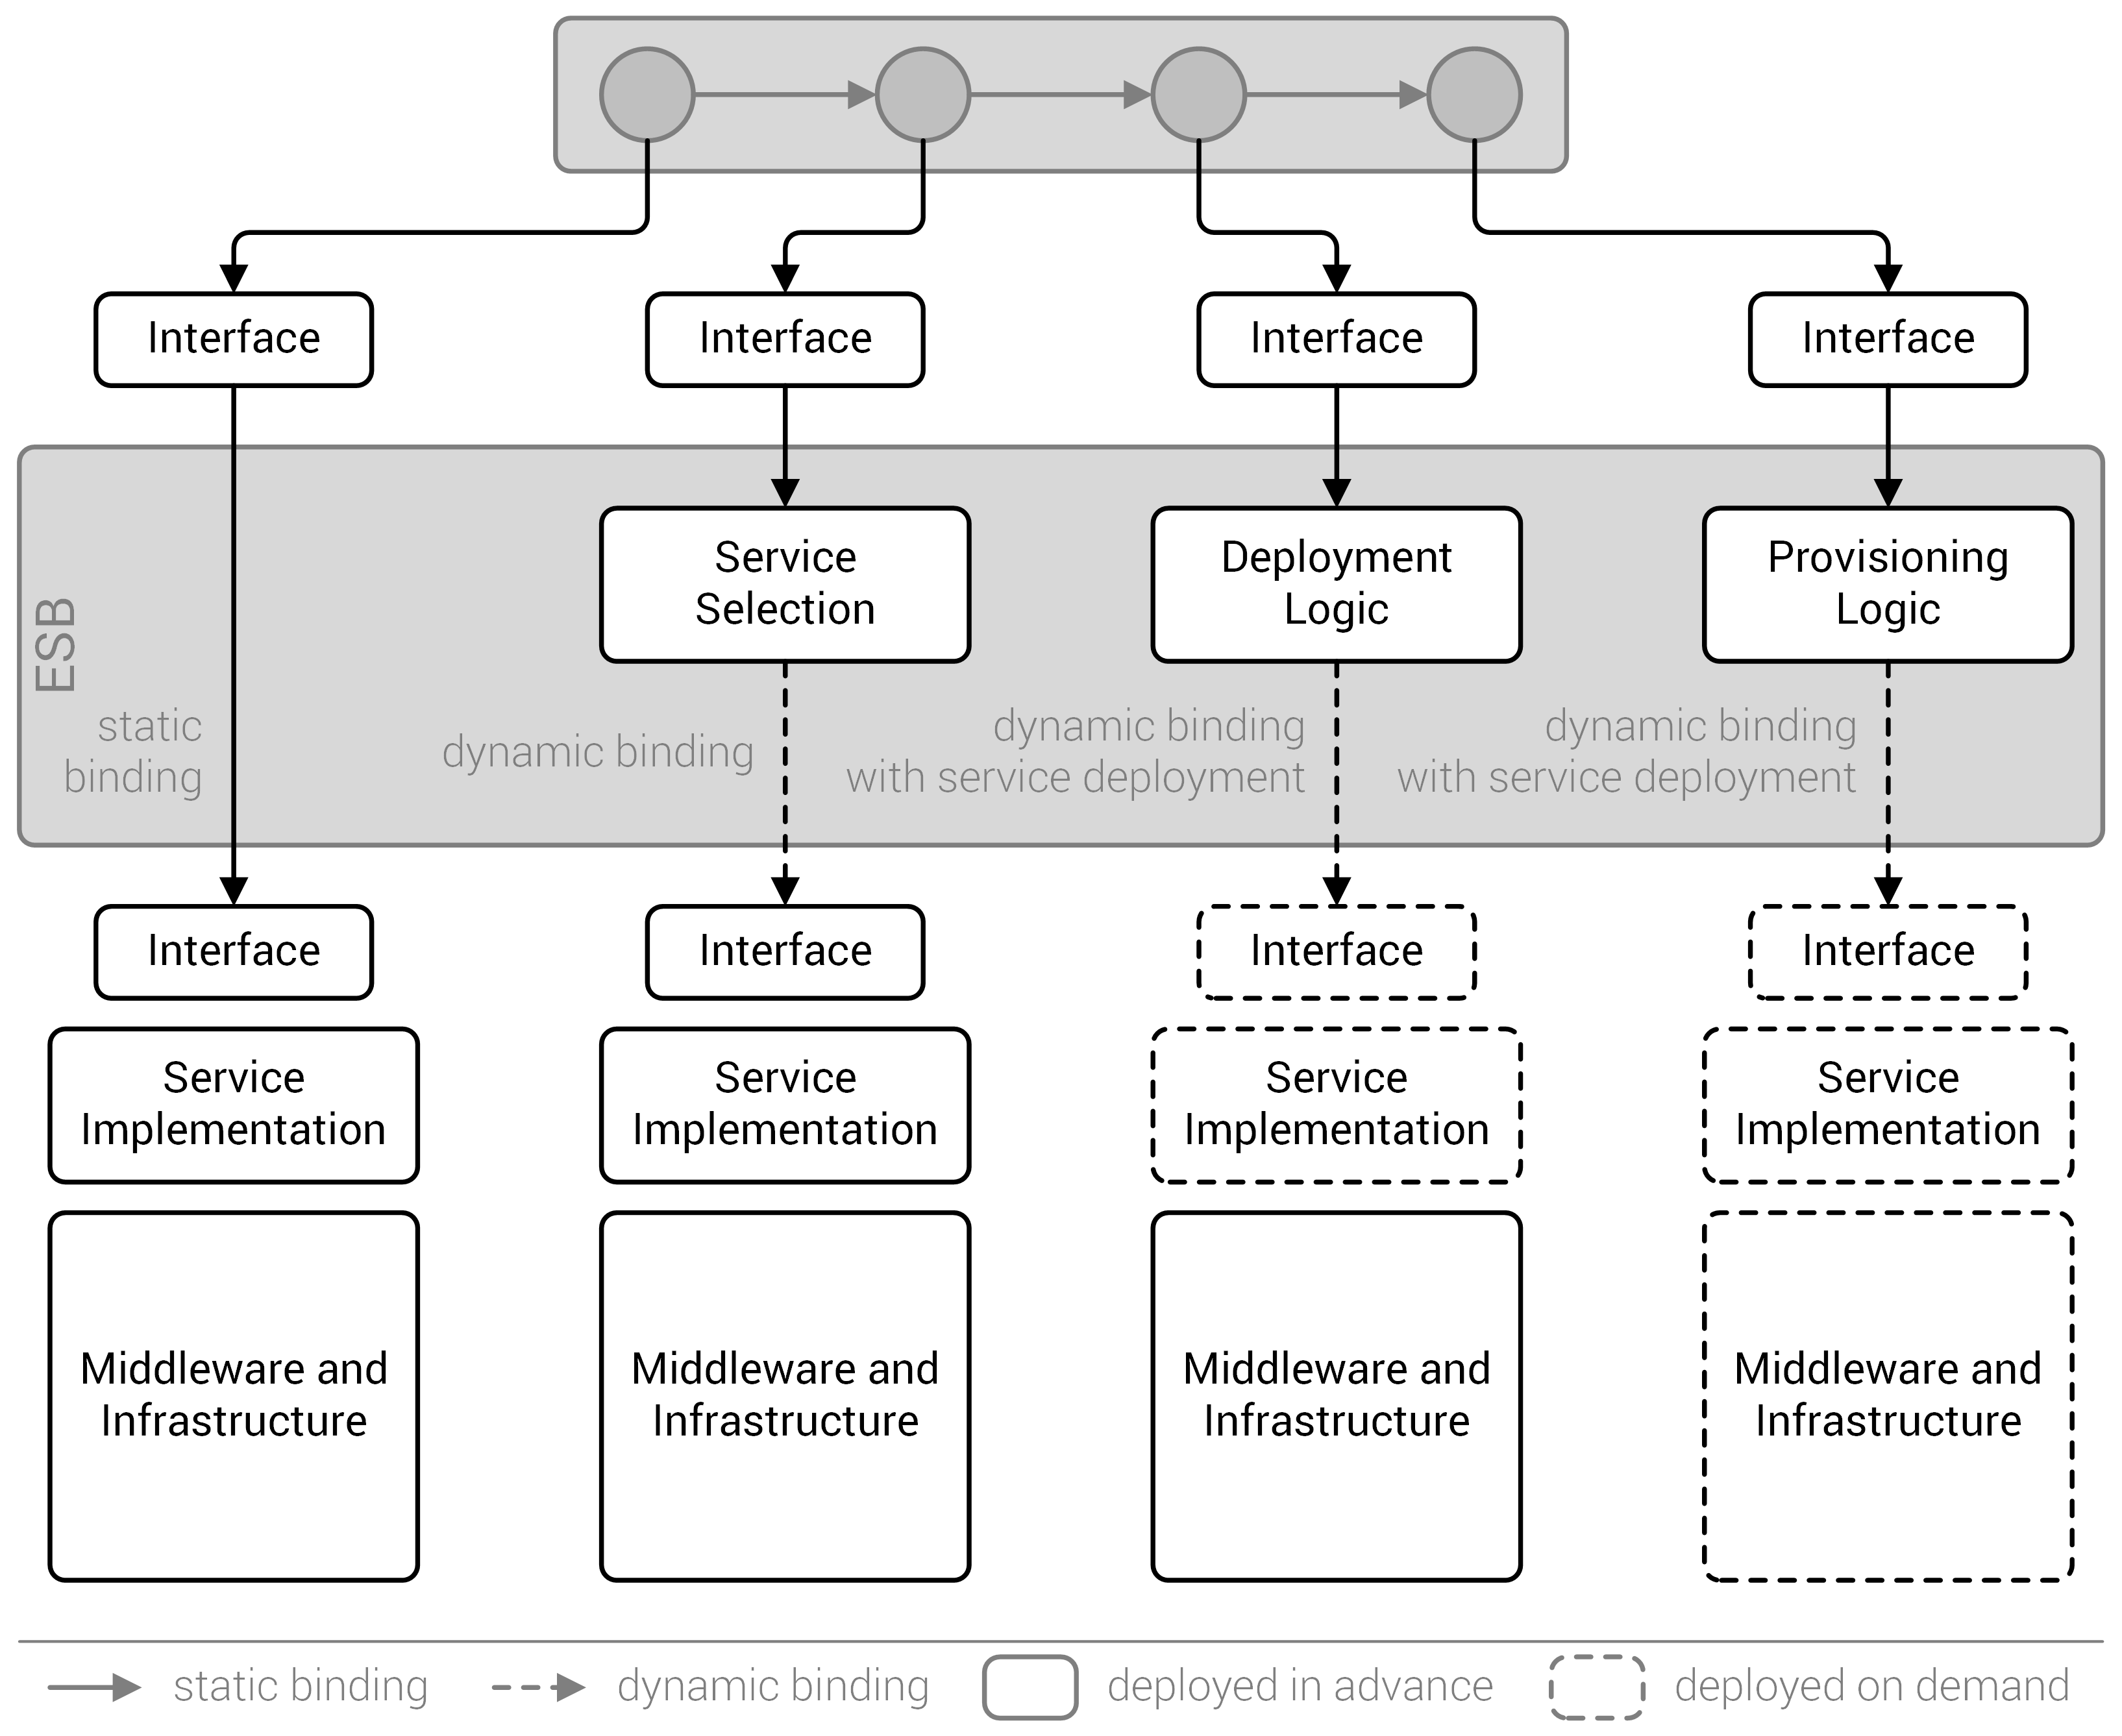 Interface
Interface
Interface
Interface
ESB
Service
Selection
Deployment
Logic
Provisioning
Logic
static
binding
dynamic binding
dynamic binding
with service deployment
dynamic binding
with service deployment
Interface
Interface
Interface
Interface
Service
Implementation
Service
Implementation
Service
Implementation
Service
Implementation
Middleware and
Infrastructure
Middleware and
Infrastructure
Middleware and
Infrastructure
Middleware and
Infrastructure
static binding
dynamic binding
deployed in advance
deployed on demand